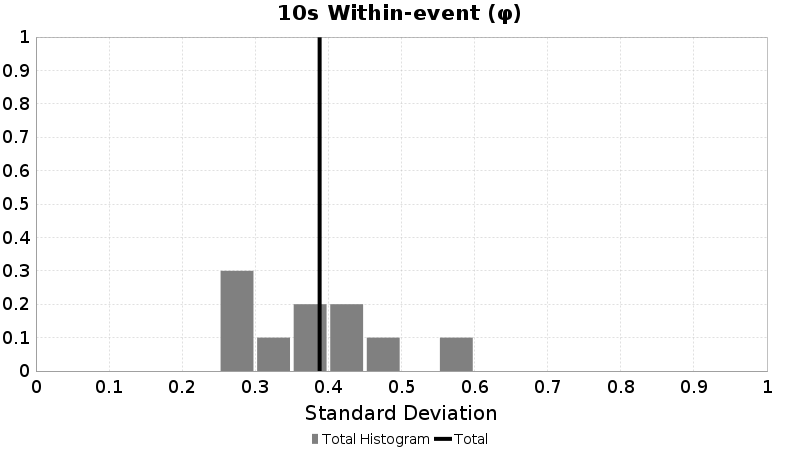 10s Within-event (φ)
1
0.9
0.8
0.7
0.6
0.5
0.4
0.3
0.2
0.1
0
0 0.1 0.2 0.3 0.4 0.5 0.6 0.7 0.8 0.9 1
Standard Deviation
Total Histogram Total